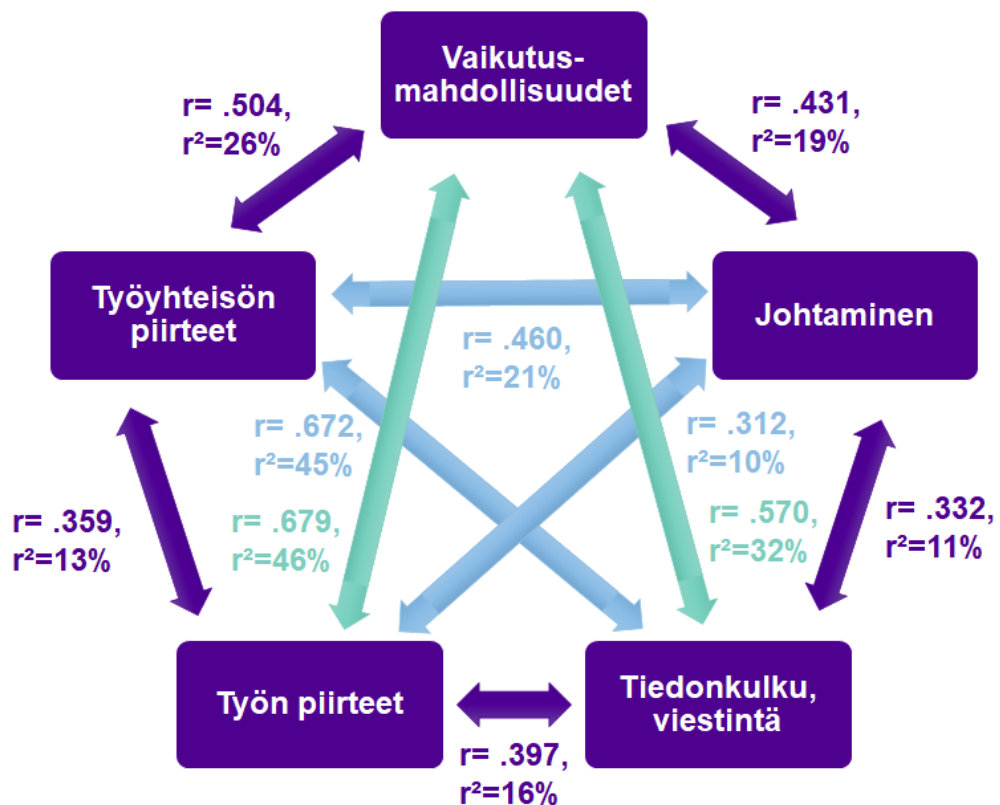 Vaikutus-
mahdollisuudet
r= .504,
r²=26%
r= .431,
r²=19%
Työyhteisön
piirteet
Johtaminen
r= .460,
r²=21%
r= .672,
r²=45%
r= .312,
r²=10%
r= .359,
r²=13%
r= .679,
r²=46%
r= .570,
r²=32%
r= .332,
r²=11%
Työn piirteet
Tiedonkulku,
viestintä
r= .397,
r²=16%